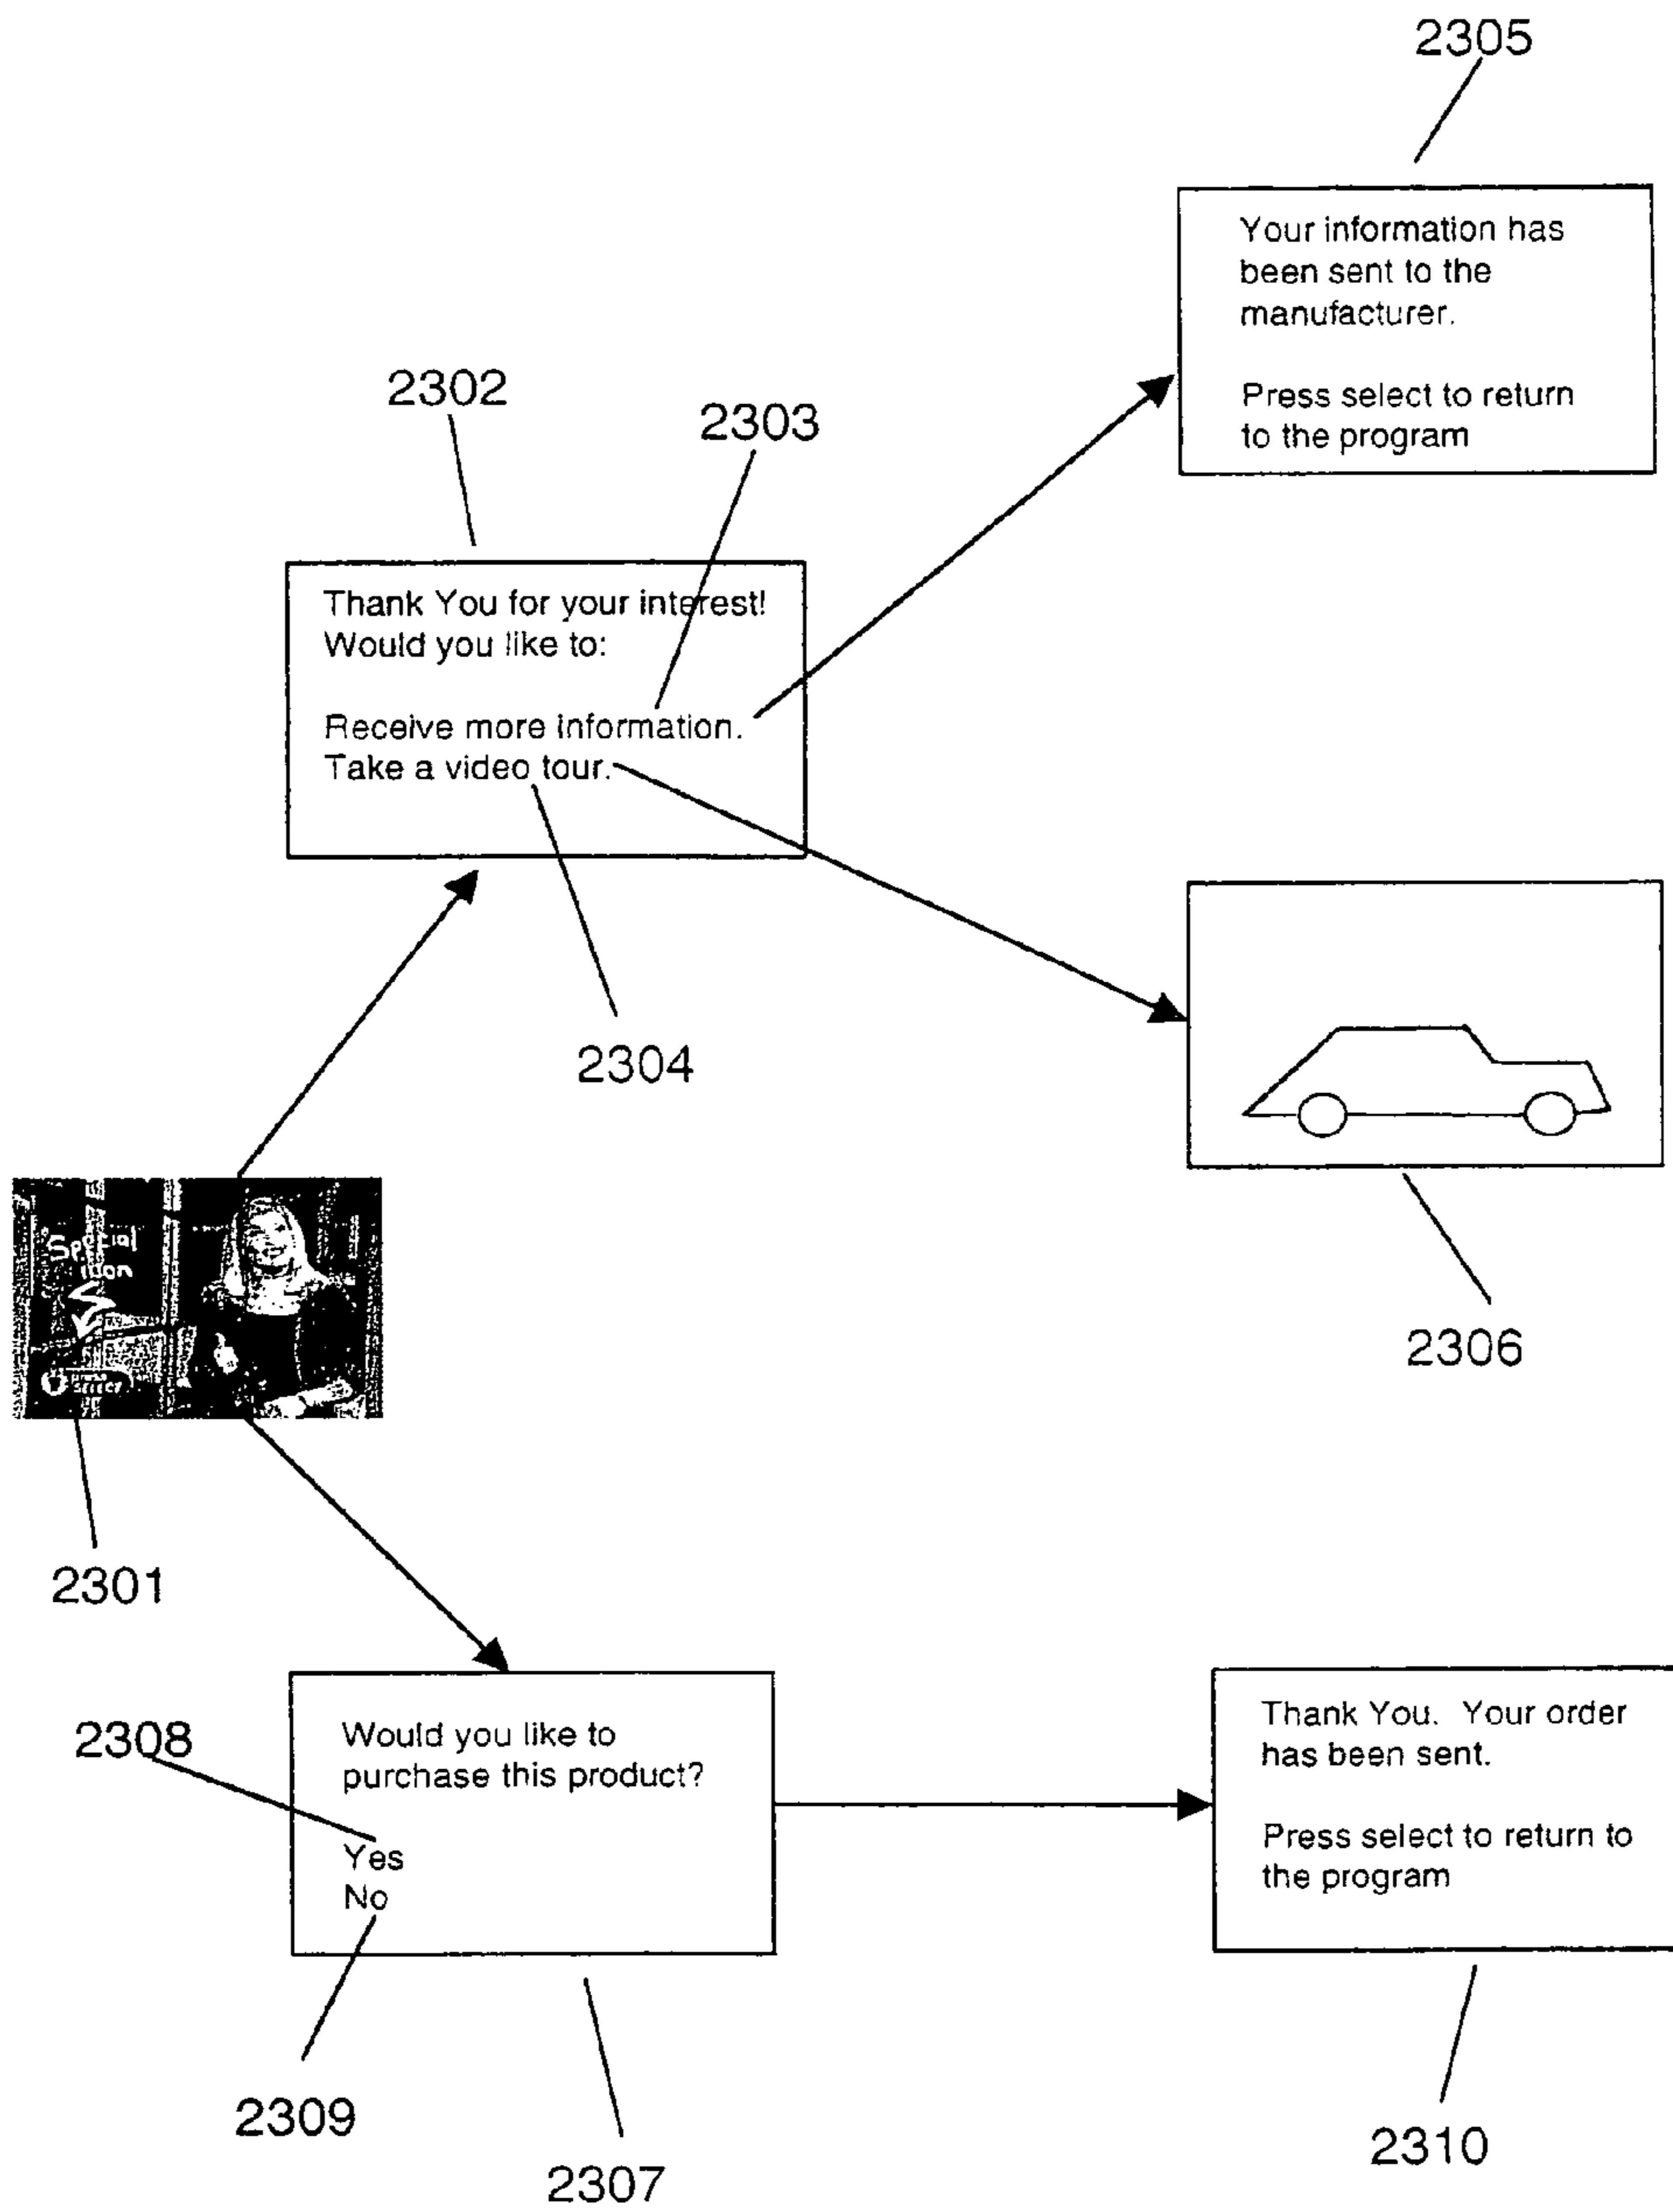 2305
Your information has
been sent to the
manufacturer.
Press select to return
to the program
2302
2303
Thank You for your interest!
Would you like to:
Receive more information.
Take a video tour.
2304
2306
Special
icon
2301
2308
Would you like to
purchase this product?
Yes
No
2309
2307
Thank You.  Your order
has been sent.
Press select to return to
the program
2310